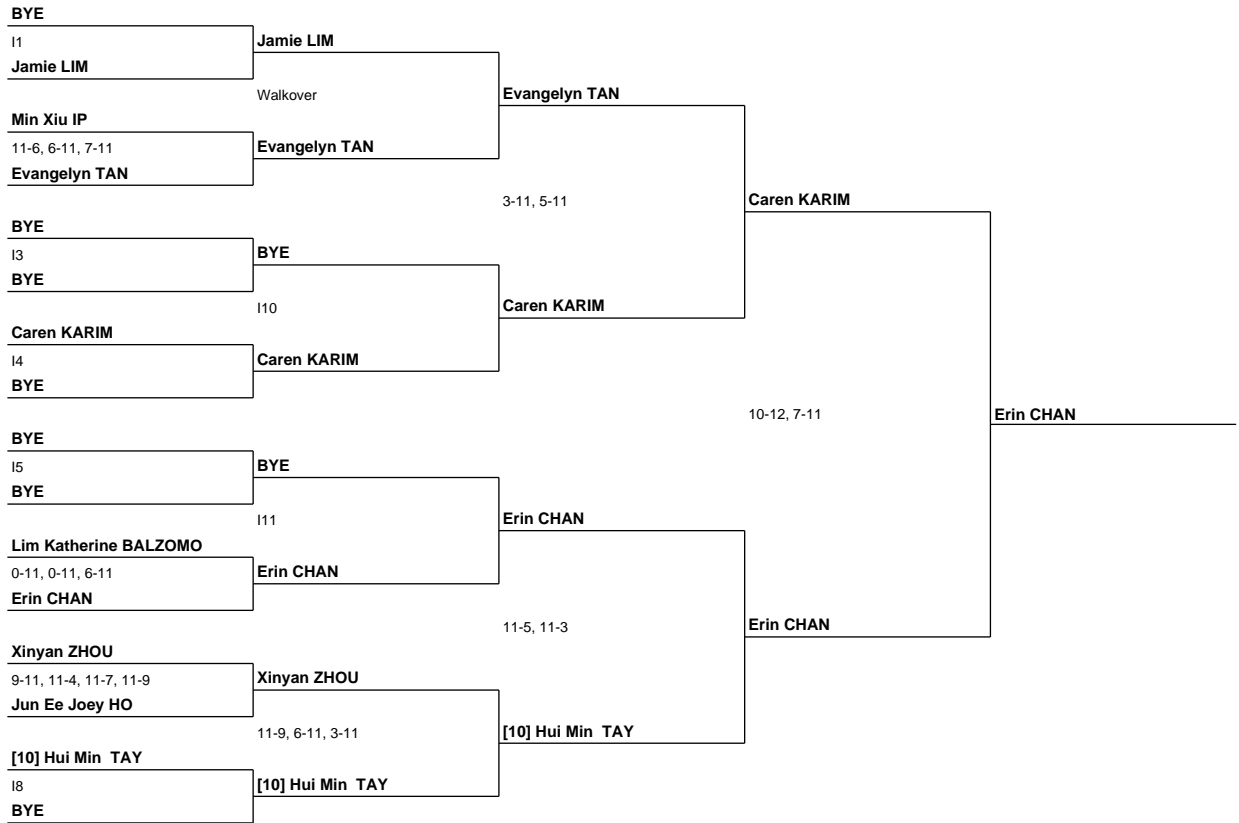 BYE
I1
Jamie LIM
Min Xiu IP
11-6, 6-11, 7-11
Evangelyn TAN
BYE
I3
BYE
Caren KARIM
I4
BYE
BYE
I5
BYE
Lim Katherine BALZOMO
0-11, 0-11, 6-11
Erin CHAN
Xinyan ZHOU
9-11, 11-4, 11-7, 11-9
Jun Ee Joey HO
[10] Hui Min  TAY
I8
BYE
Jamie LIM
Walkover
Evangelyn TAN
BYE
I10
Caren KARIM
BYE
I11
Erin CHAN
Xinyan ZHOU
11-9, 6-11, 3-11
[10] Hui Min  TAY
Evangelyn TAN
3-11, 5-11
Caren KARIM
Erin CHAN
11-5, 11-3
[10] Hui Min  TAY
Caren KARIM
10-12, 7-11
Erin CHAN
Erin CHAN